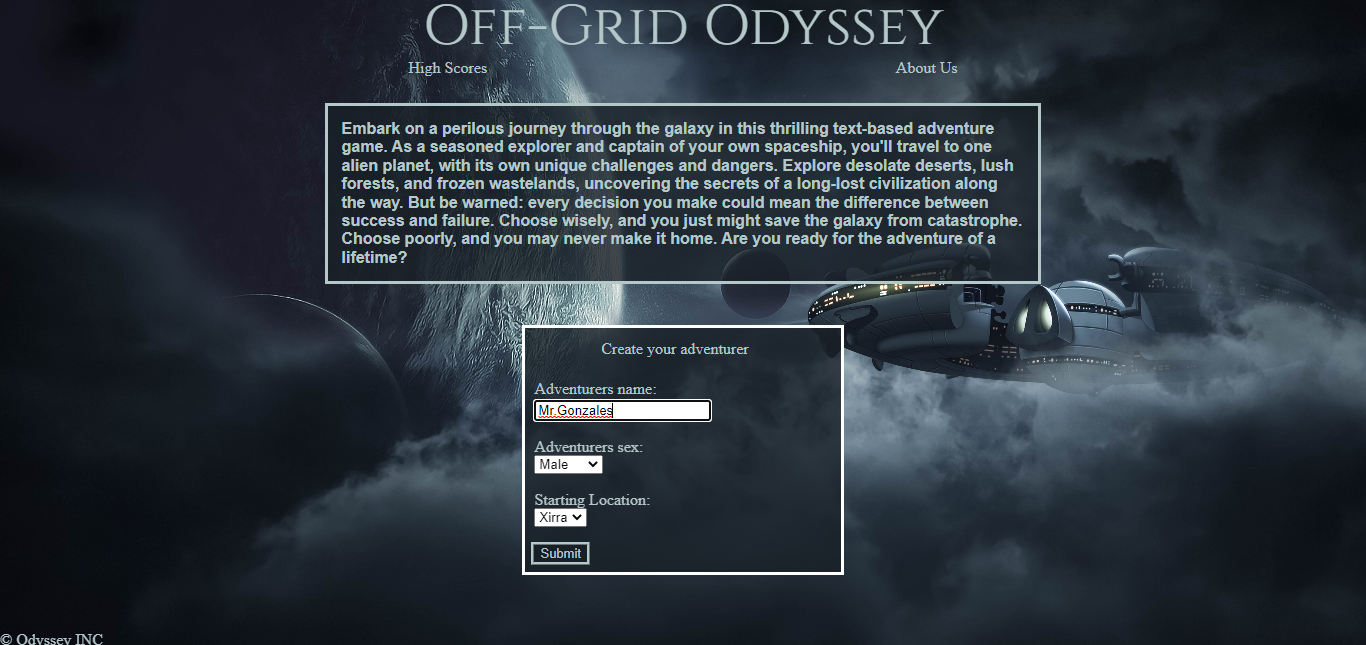 Off-Grid Odyssey
High Scores
About Us
Embark on a perilous journey through the galaxy in this thrilling text-based adventure
game. As a seasoned explorer and captain of your own spaceship, you'll travel to one
alien planet, with its own unique challenges and dangers. Explore desolate deserts, lush
forests, and frozen wastelands, uncovering the secrets of a long-lost civilization along
the way. But be warned: every decision you make could mean the difference between
success and failure. Choose wisely, and you just might save the galaxy from catastrophe.
Choose poorly, and you may never make it home. Are you ready for the adventure of a
lifetime?
Create your adventurer
Adventurers name:
Mr.Gonzales
Adventurers sex:
Male
Starting Location:
Xirra
Submit
© Odyssey INC